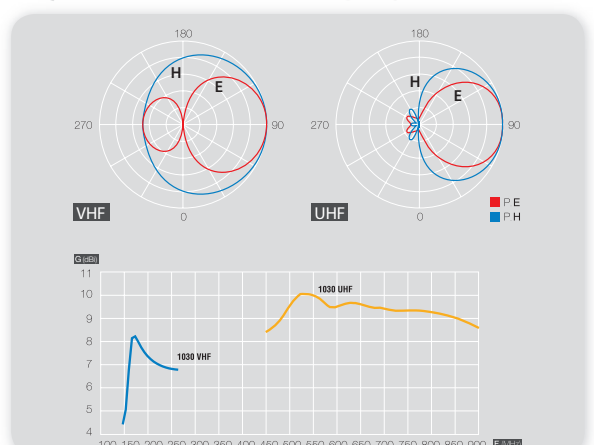 180 180
H E H E
270 90 270 90
VHF 0 UHF 0
P E
P H
G (dBi)
11
10 1030 UHF
9
8
7 1030 VHF
6
5
4
100 150 200 250 300 350 400 450 500 550 600 650 700 750 800 850 900 F (MHz)